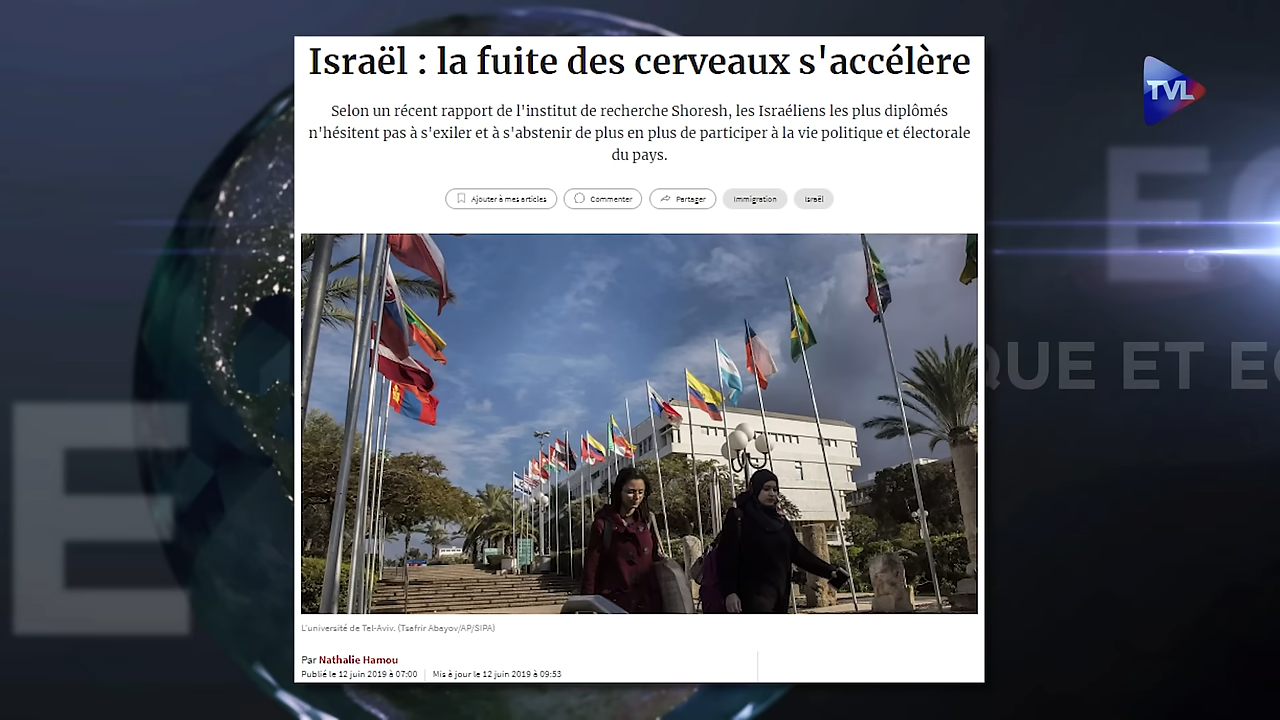 Israël : la fuite des cerveaux s'accélère
TVL
Selon un récent rapport de l'institut de recherche Shoresh, les Israéliens les plus diplômés
n'hésitent pas à s'exiler et à s'abstenir de plus en plus de participer à la vie politique et électorale
du pays.
Ajouter à mes articles
Commenter
Partager
Immigration
Israël
QUE ET E
E
L'université de Tel-Aviv. (Tsafrir Abayov/AP/SIPA)
Par Nathalie Hamou
Publié le 12 juin 2019 à 07:00 | Mis à jour le 12 juin 2019 à 09:53